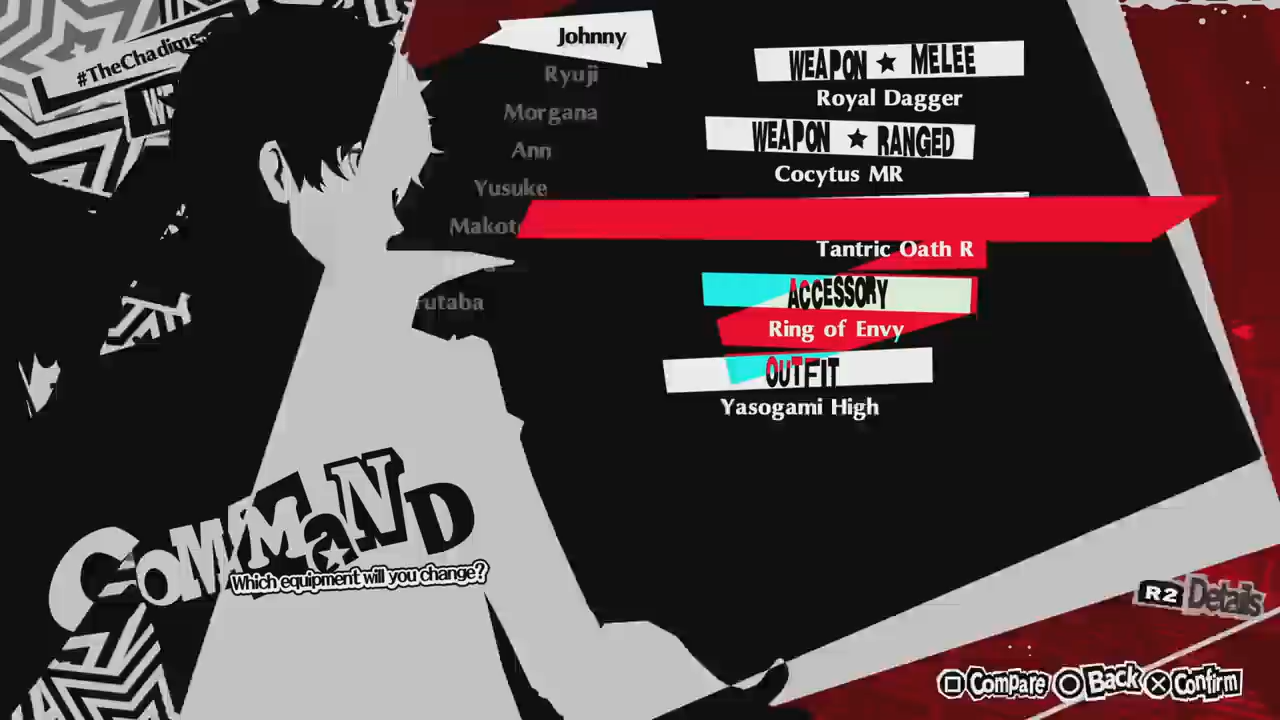 #TheChadime
Johnny
Ryuji
Morgana
Ann
Yusuke
Makoto
Futaba
WEAPON ★ MELEE
Royal Dagger
WEAPON ★ RANGED
Cocytus MR
Tantric Oath R
ACCESSORY
Ring of Envy
OUTFIT
Yasogami High
COMMAND
Which equipment will you change?
R2 Details
Compare Back Confirm